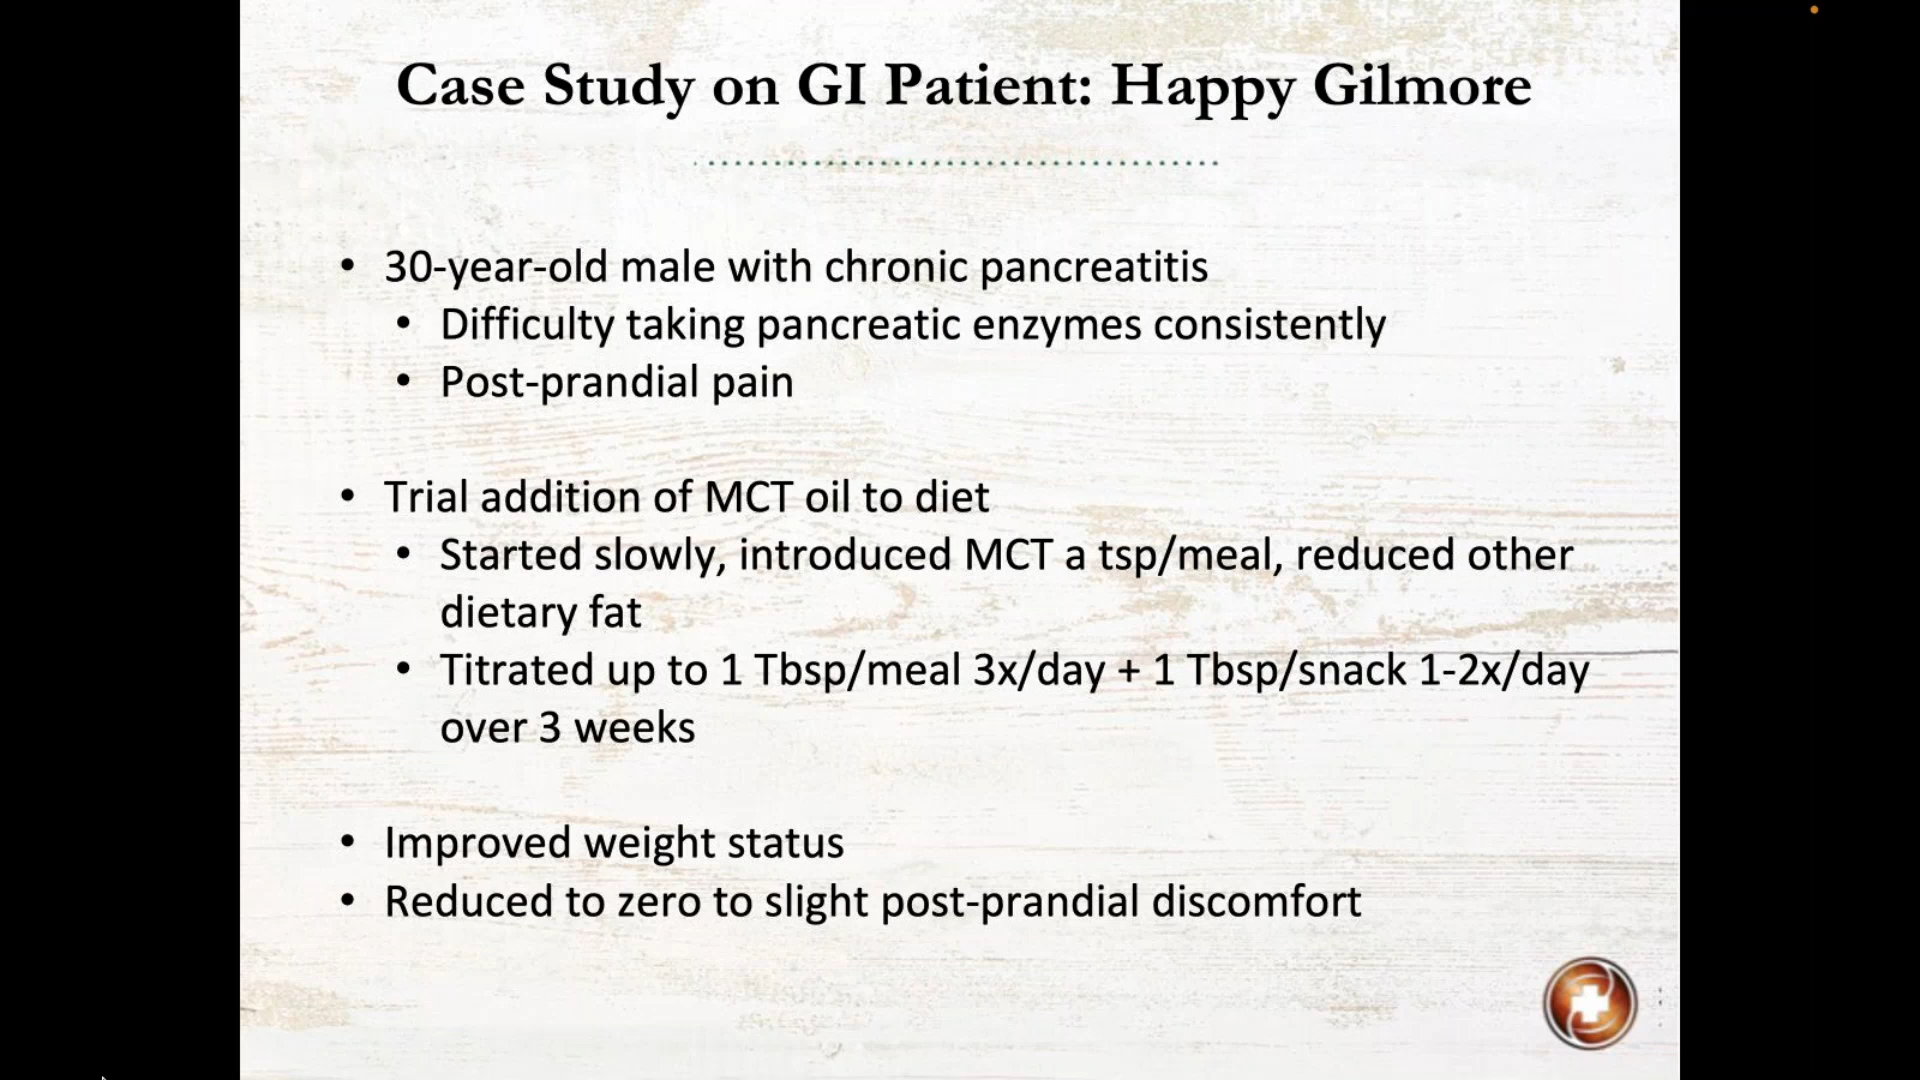 Case Study on GI Patient: Happy Gilmore
• 30-year-old male with chronic pancreatitis
• Difficulty taking pancreatic enzymes consistently
• Post-prandial pain
• Trial addition of MCT oil to diet
• Started slowly, introduced MCT a tsp/meal, reduced other
dietary fat
• Titrated up to 1 Tbsp/meal 3x/day + 1 Tbsp/snack 1-2x/day
over 3 weeks
• Improved weight status
• Reduced to zero to slight post-prandial discomfort